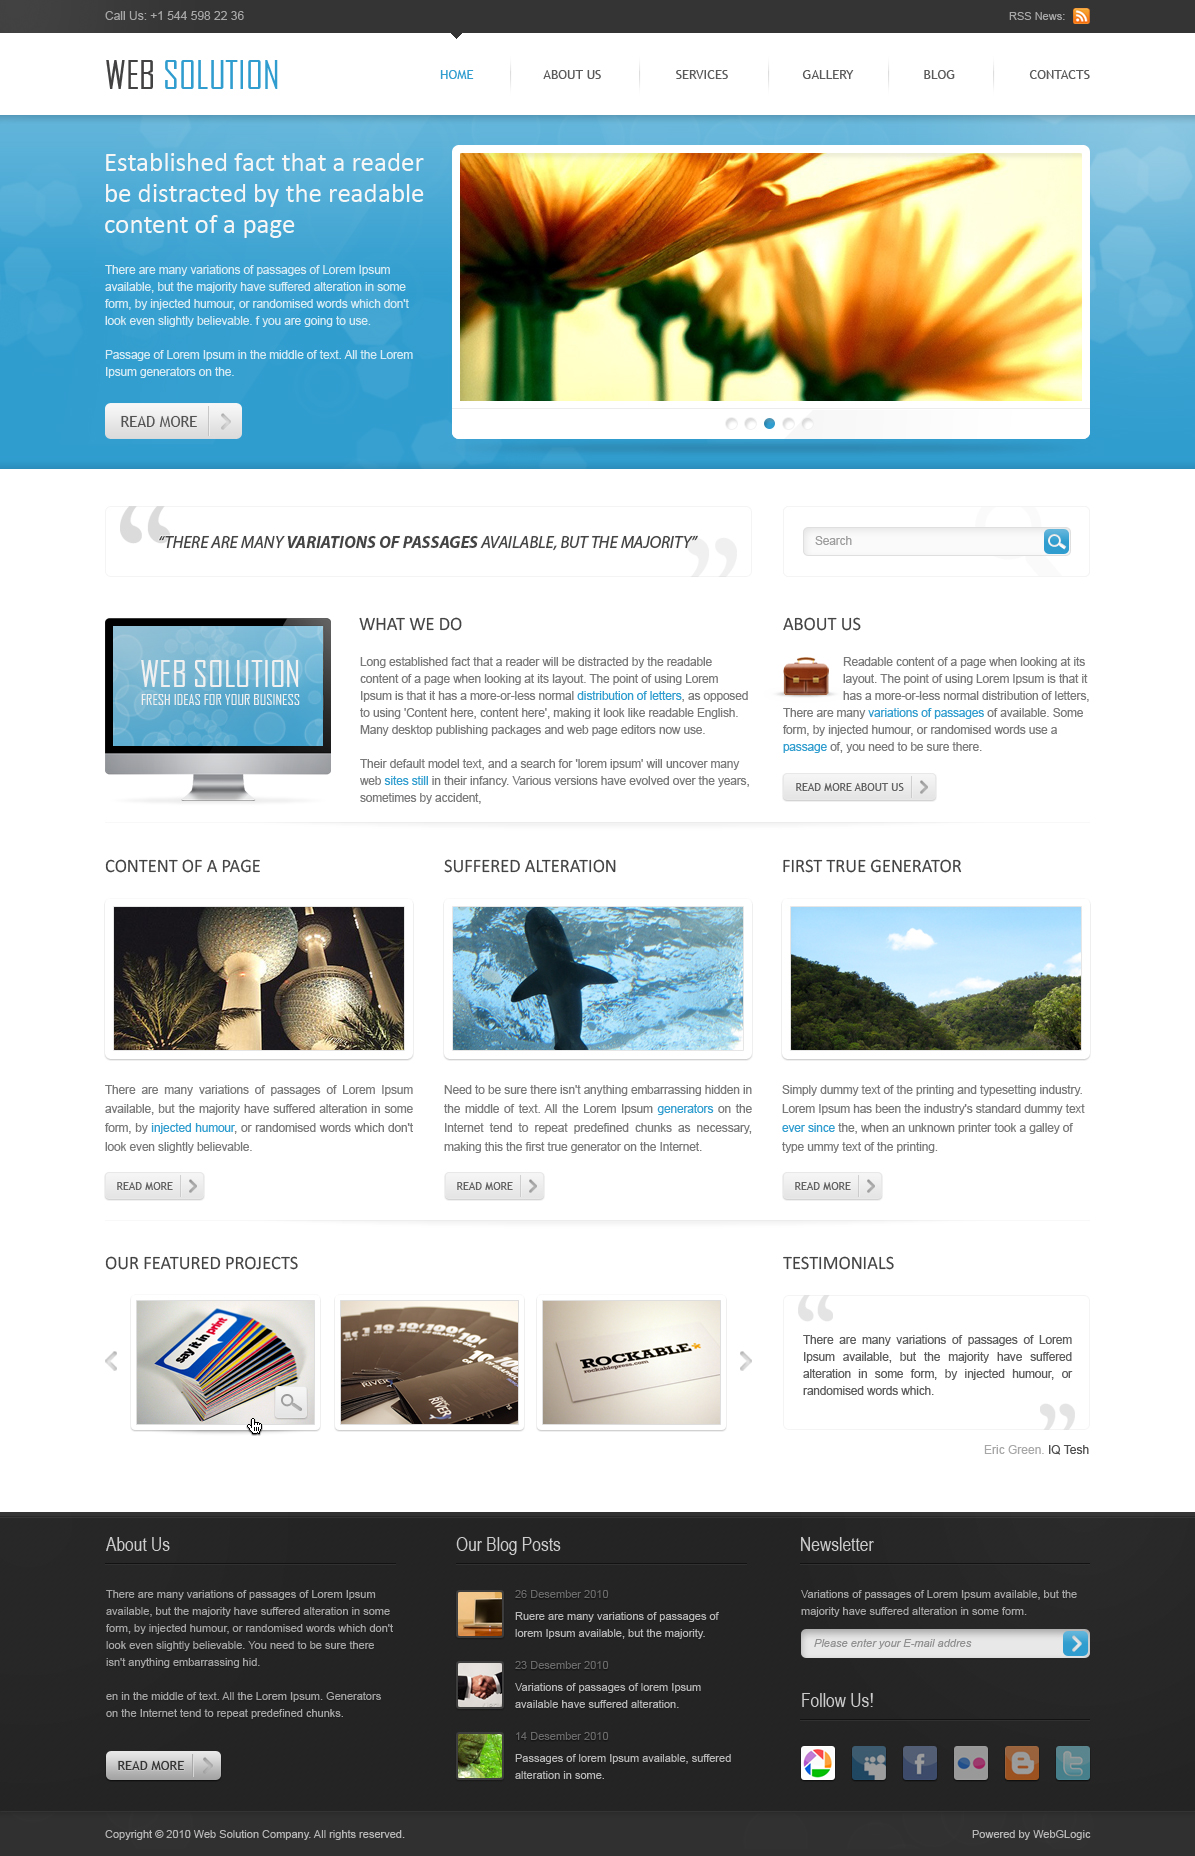 Call Us: +1 544 598 22 36
RSS News:
WEB SOLUTION
HOME
ABOUT US
SERVICES
GALLERY
BLOG
CONTACTS
Established fact that a reader
be distracted by the readable
content of a page
There are many variations of passages of Lorem Ipsum
available, but the majority have suffered alteration in some
form, by injected humour, or randomised words which don't
look even slightly believable. f you are going to use.
Passage of Lorem Ipsum in the middle of text. All the Lorem
Ipsum generators on the.
READ MORE
“THERE ARE MANY VARIATIONS OF PASSAGES AVAILABLE, BUT THE MAJORITY”
Search
WEB SOLUTION
FRESH IDEAS FOR YOUR BUSINESS
WHAT WE DO
Long established fact that a reader will be distracted by the readable
content of a page when looking at its layout. The point of using Lorem
Ipsum is that it has a more-or-less normal distribution of letters, as opposed
to using 'Content here, content here', making it look like readable English.
Many desktop publishing packages and web page editors now use.
Their default model text, and a search for 'lorem ipsum' will uncover many
web sites still in their infancy. Various versions have evolved over the years,
sometimes by accident,
ABOUT US
Readable content of a page when looking at its
layout. The point of using Lorem Ipsum is that it
has a more-or-less normal distribution of letters,
There are many variations of passages of available. Some
form, by injected humour, or randomised words use a
passage of, you need to be sure there.
READ MORE ABOUT US
CONTENT OF A PAGE
There are many variations of passages of Lorem Ipsum
available, but the majority have suffered alteration in some
form, by injected humour, or randomised words which don't
look even slightly believable.
READ MORE
SUFFERED ALTERATION
Need to be sure there isn't anything embarrassing hidden in
the middle of text. All the Lorem Ipsum generators on the
Internet tend to repeat predefined chunks as necessary,
making this the first true generator on the Internet.
READ MORE
FIRST TRUE GENERATOR
Simply dummy text of the printing and typesetting industry.
Lorem Ipsum has been the industry's standard dummy text
ever since the, when an unknown printer took a galley of
type ummy text of the printing.
READ MORE
OUR FEATURED PROJECTS
say it in print
RIVER
RIVER
ROCKABLE
rockablepress.com
TESTIMONIALS
There are many variations of passages of Lorem
Ipsum available, but the majority have suffered
alteration in some form, by injected humour, or
randomised words which.
Eric Green. IQ Tesh
About Us
There are many variations of passages of Lorem Ipsum
available, but the majority have suffered alteration in some
form, by injected humour, or randomised words which don't
look even slightly believable. You need to be sure there
isn't anything embarrassing hid.
en in the middle of text. All the Lorem Ipsum. Generators
on the Internet tend to repeat predefined chunks.
READ MORE
Our Blog Posts
26 Desember 2010
Ruere are many variations of passages of
lorem Ipsum available, but the majority.
23 Desember 2010
Variations of passages of lorem Ipsum
available have suffered alteration.
14 Desember 2010
Passages of lorem Ipsum available, suffered
alteration in some.
Newsletter
Variations of passages of Lorem Ipsum available, but the
majority have suffered alteration in some form.
Please enter your E-mail addres
Follow Us!
Copyright © 2010 Web Solution Company. All rights reserved.
Powered by WebGLogic